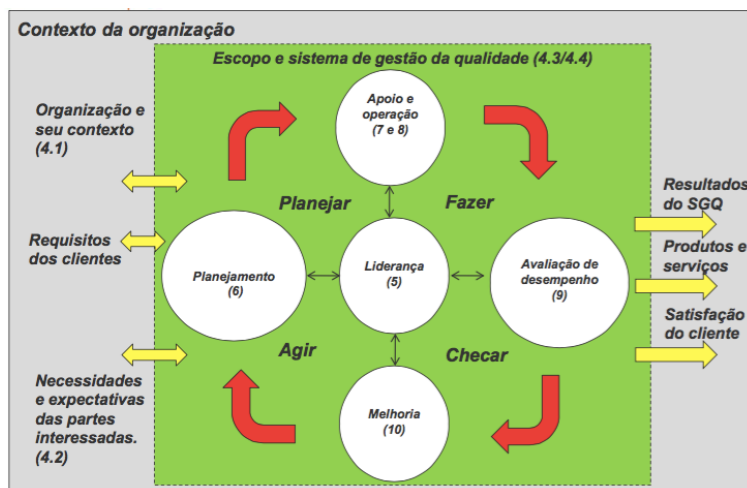 Contexto da organização
Escopo e sistema de gestão da qualidade (4.3/4.4)
Organização e
seu contexto
(4.1)
Requisitos
dos clientes
Necessidades
e expectativas
das partes
interessadas.
(4.2)
Apoio e
operação
(7 e 8)
Planejar
Fazer
Planejamento
(6)
Liderança
(5)
Avaliação de
desempenho
(9)
Agir
Checar
Melhoria
(10)
Resultados
do SGQ
Produtos e
serviços
Satisfação
do cliente